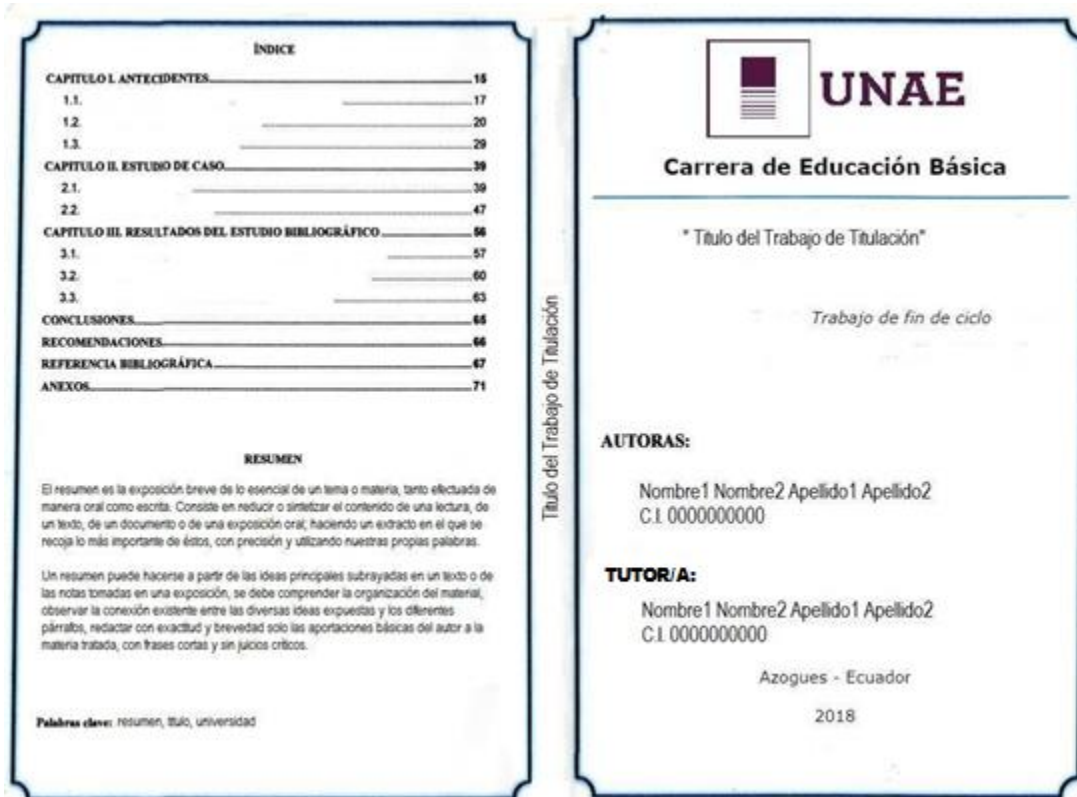 ÍNDICE
CAPITULO I. ANTECEDENTES 15
1.1. 17
1.2. 20
1.3. 29
CAPITULO II. ESTUDIO DE CASO 39
2.1. 39
2.2. 47
CAPITULO III. RESULTADOS DEL ESTUDIO BIBLIOGRÁFICO 56
3.1. 57
3.2. 60
3.3. 63
CONCLUSIONES 65
RECOMENDACIONES 66
REFERENCIA BIBLIOGRÁFICA 67
ANEXOS 71
RESUMEN
El resumen es la exposición breve de lo esencial de un tema o materia, tanto efectuada de
manera oral como escrita. Consiste en reducir o sintetizar el contenido de una lectura, de
un texto, de un documento o de una exposición oral; haciendo un extracto en el que se
recoja lo más importante de éstos, con precisión y utilizando nuestras propias palabras.
Un resumen puede hacerse a partir de las ideas principales subrayadas en un texto o de
las notas tomadas en una exposición, se debe comprender la organización del material,
observar la conexión existente entre las diversas ideas expuestas y los diferentes
párrafos, redactar con exactitud y brevedad solo las aportaciones básicas del autor a la
materia tratada, con frases cortas y sin juicios críticos.
Palabras clave: resumen, titulo, universidad
Titulo del Trabajo de Titulación
UNAE
Carrera de Educación Básica
" Titulo del Trabajo de Titulación"
Trabajo de fin de ciclo
AUTORAS:
Nombre1 Nombre2 Apellido1 Apellido2
C.I. 0000000000
TUTOR/A:
Nombre1 Nombre2 Apellido1 Apellido2
C.I. 0000000000
Azogues - Ecuador
2018